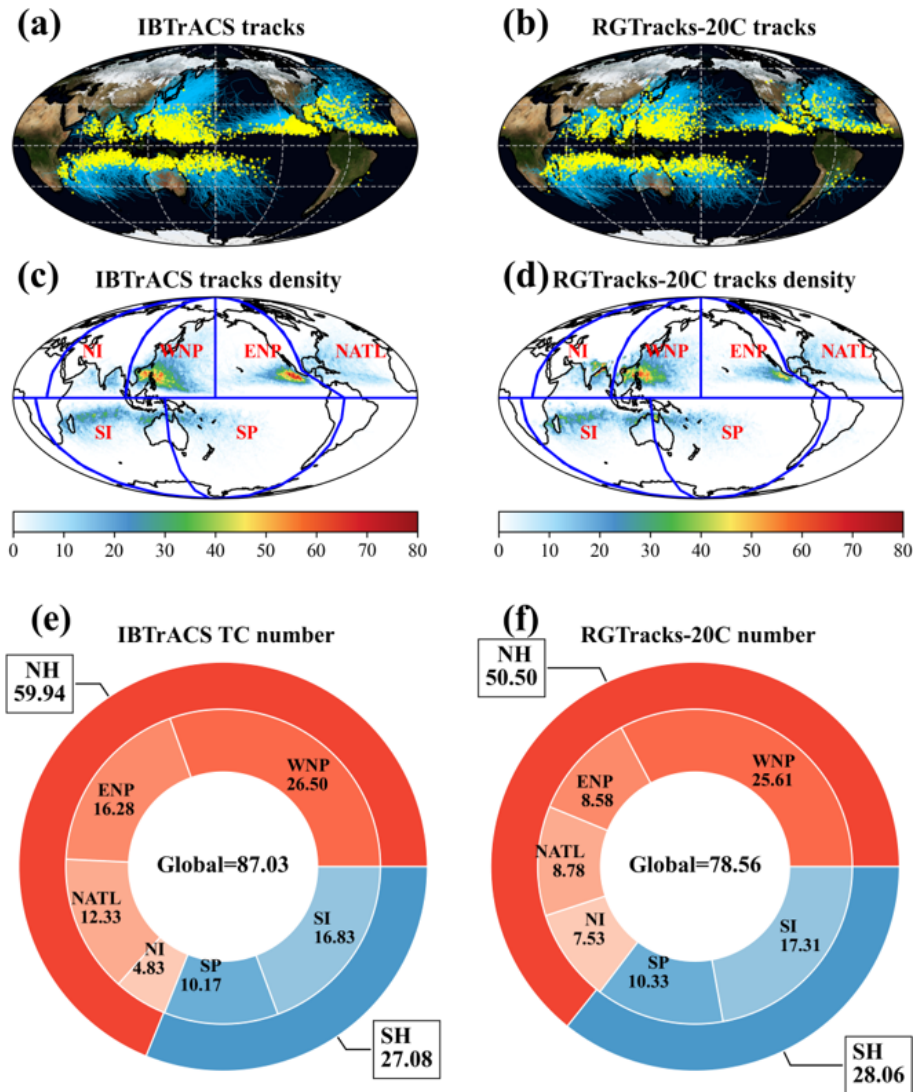 (a)
IBTrACS tracks
(b)
RGTracks-20C tracks
(c)
IBTrACS tracks density
(d)
RGTracks-20C tracks density
NI
WNP
ENP
NATL
SI
SP
NI
WNP
ENP
NATL
SI
SP
0 10 20 30 40 50 60 70 80
0 10 20 30 40 50 60 70 80
(e)
IBTrACS TC number
NH
59.94
WNP
26.50
ENP
16.28
Global=87.03
NATL
12.33
NI
4.83
SP
10.17
SI
16.83
SH
27.08
(f)
RGTracks-20C number
NH
50.50
WNP
25.61
ENP
8.58
NATL
8.78
Global=78.56
NI
7.53
SP
10.33
SI
17.31
SH
28.06